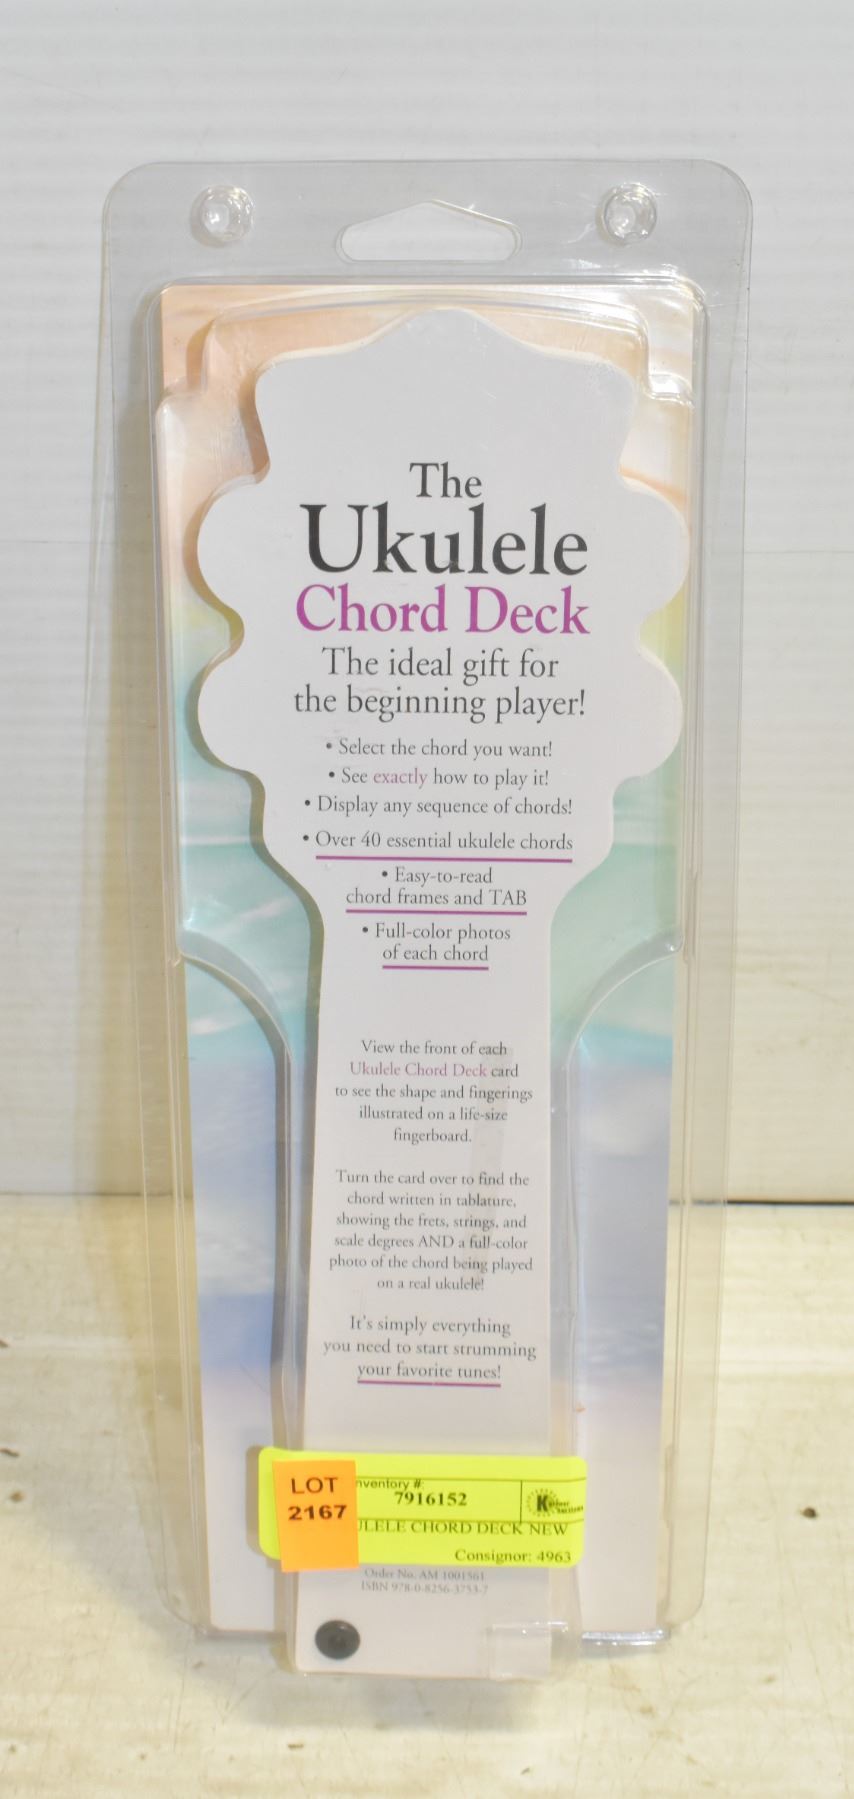 The
Ukulele
Chord Deck
The ideal gift for
the beginning player!
• Select the chord you want!
• See exactly how to play it!
• Display any sequence of chords!
• Over 40 essential ukulele chords
• Easy-to-read
chord frames and TAB
• Full-color photos
of each chord
View the front of each
Ukulele Chord Deck card
to see the shape and fingerings
illustrated on a life-size
fingerboard.
Turn the card over to find the
chord written in tablature,
showing the frets, strings, and
scale degrees AND a full-color
photo of the chord being played
on a real ukulele!
It's simply everything
you need to start strumming
your favorite tunes!
LOT
2167
nventory #:
7916152
ULELE CHORD DECK NEW
Consignor: 4963
Order No. AM 1001561
ISBN 978-0-8256-3753-7